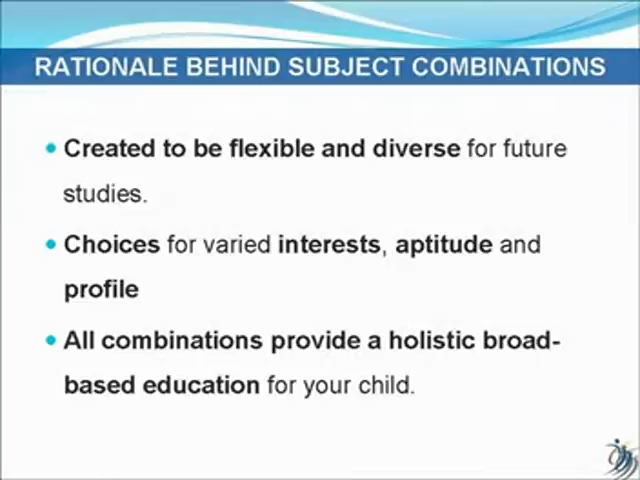 RATIONALE BEHIND SUBJECT COMBINATIONS
• Created to be flexible and diverse for future
studies.
• Choices for varied interests, aptitude and
profile
• All combinations provide a holistic broad-
based education for your child.